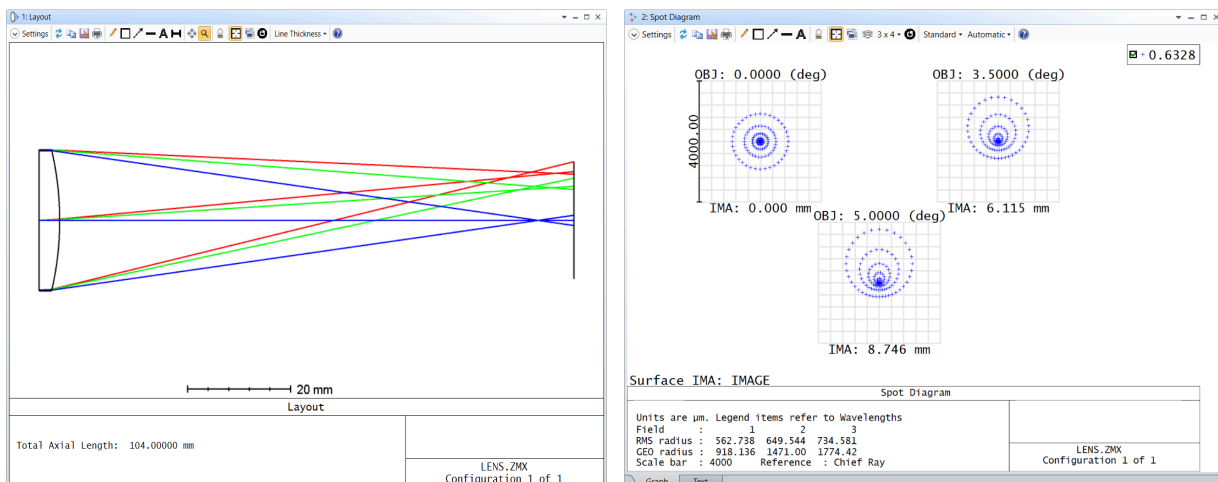 1: Layout
Settings
Line Thickness
20 mm
Layout
Total Axial Length: 104.00000 mm
LENS.ZMX
Configuration 1 of 1
2: Spot Diagram
Settings
3 x 4
Standard
Automatic
+ 0.6328
OBJ: 0.0000 (deg)
OBJ: 3.5000 (deg)
4000.00
IMA: 0.000 mm
OBJ: 5.0000 (deg)
IMA: 6.115 mm
IMA: 8.746 mm
Surface IMA: IMAGE
Spot Diagram
Units are µm. Legend items refer to Wavelengths
Field : 1 2 3
RMS radius : 562.738 649.544 734.581
GEO radius : 918.136 1471.00 1774.42
Scale bar : 4000 Reference : Chief Ray
LENS.ZMX
Configuration 1 of 1
Graph Text